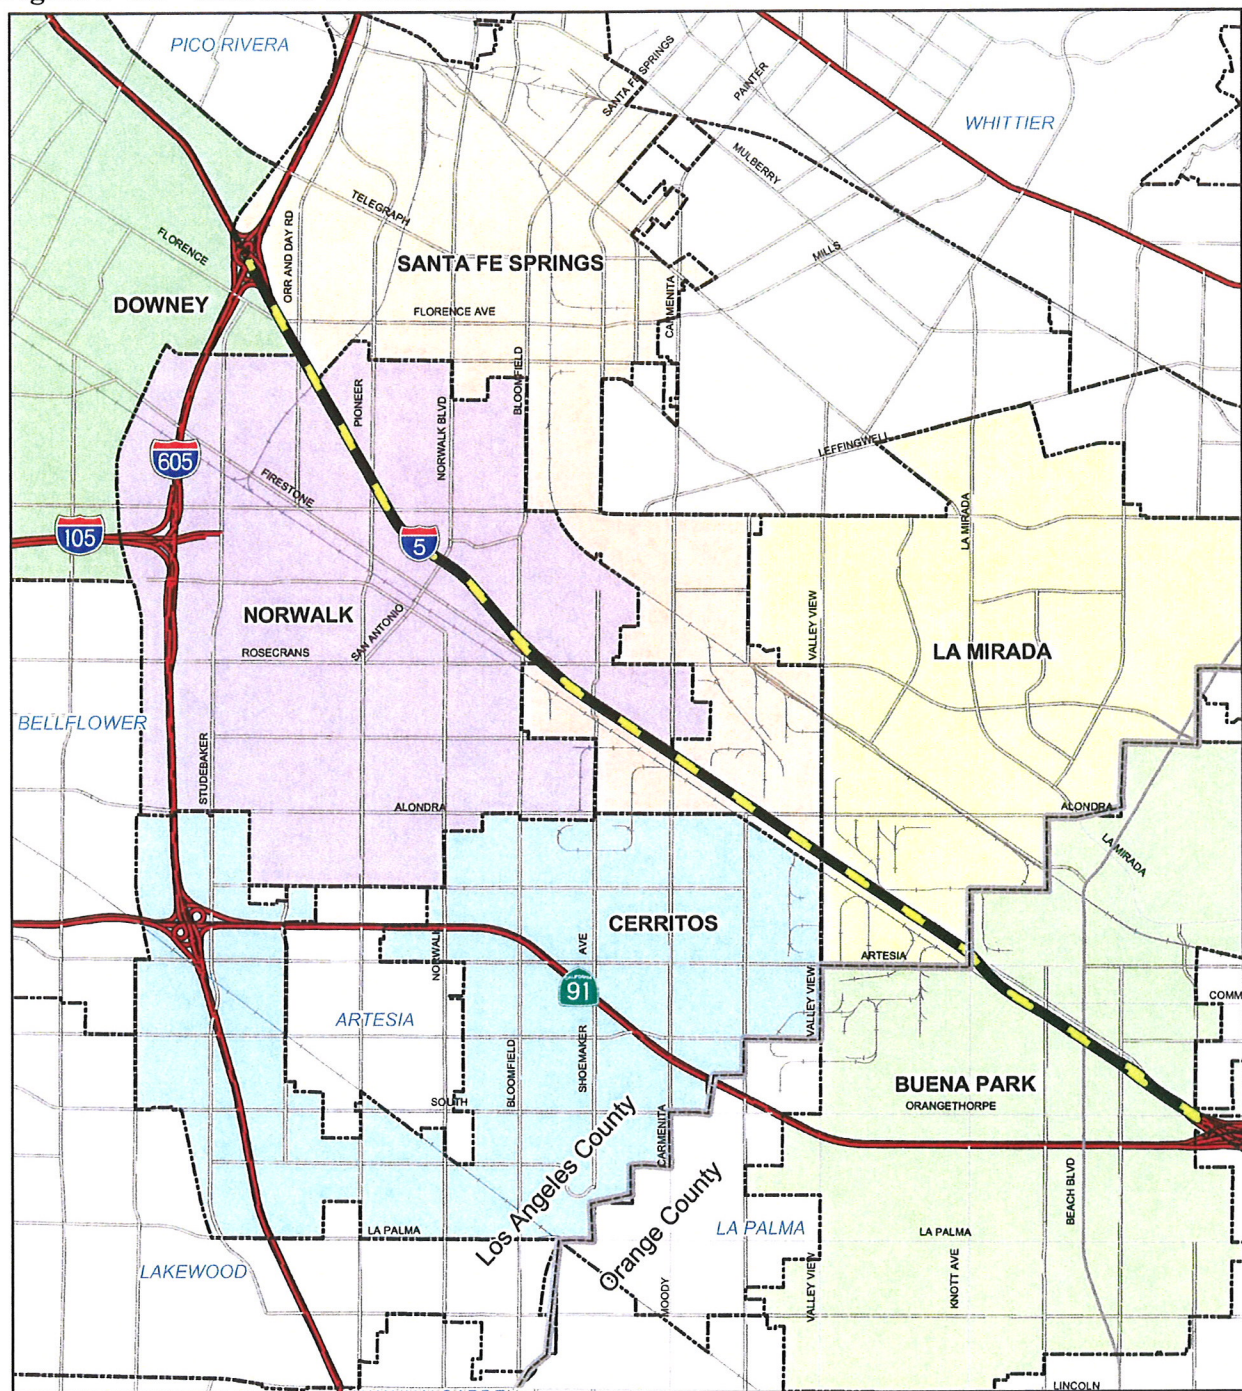 PICO RIVERA
SANTA FE SPRINGS
PAINTER
WHITTIER
MULBERRY
TELEGRAPH
ORR AND DAY RD
FLORENCE
MILLS
SANTA FE SPRINGS
DOWNEY
FLORENCE AVE
CARMENITA
BLOOMFIELD
PIONEER
NORWALK BLVD
LEFFINGWELL
605
FIRESTONE
LA MIRADA
105
5
NORWALK
SAN ANTONIO
VALLEY VIEW
ROSECRANS
LA MIRADA
BELLFLOWER
STUDEBAKER
ALONDRA
ALONDRA
LA MIRADA
CERRITOS
NORWALK
AVE
ARTESIA
91
VALLEY VIEW
COMM
ARTESIA
SHOEMAKER
BLOOMFIELD
BUENA PARK
ORANGETHORPE
SOUTH
CARMENITA
Los Angeles County
Orange County
BEACH BLVD
LA PALMA
LA PALMA
LA PALMA
LAKEWOOD
KNOTT AVE
VALLEY VIEW
MOODY
LINCOLN